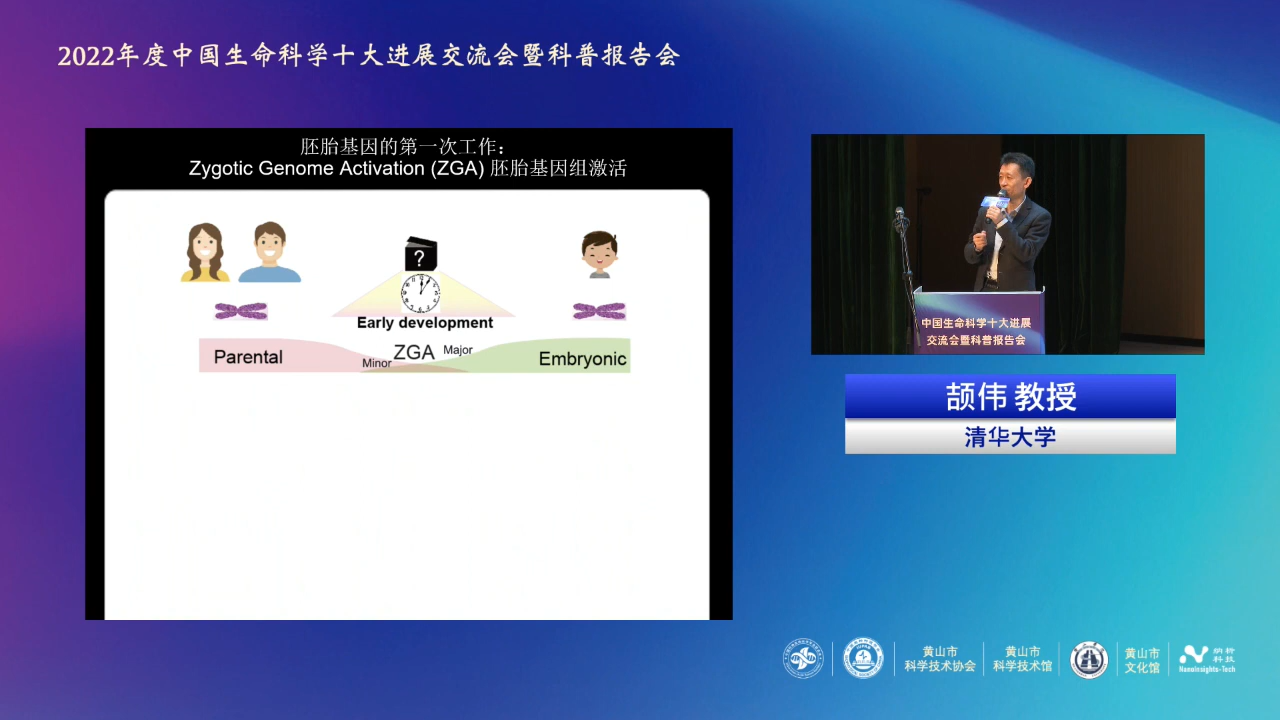 2022年度中国生命科学十大进展交流会暨科普报告会
胚胎基因的第一次工作：
Zygotic Genome Activation (ZGA) 胚胎基因组激活
?
Early development
Parental
Minor
ZGA
Major
Embryonic
中国生命科学十大进展
交流会暨科普报告会
颉伟 教授
清华大学
黄山市
科学技术协会
黄山市
科学技术馆
黄山市
文化馆
纳析
科技
NanoInsights-Tech